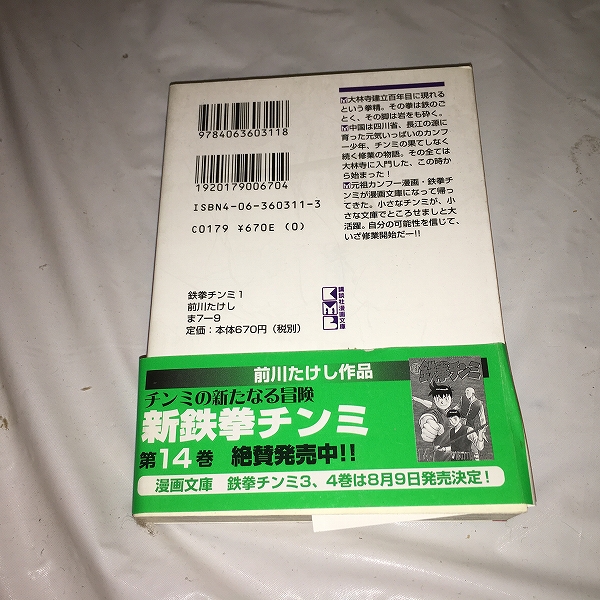 9784063603118
1920179006704
ISBN4-06-360311-3
C0179 ¥670E (0)
M大林寺建立百年目に現れる
という拳精。その拳は鉄のご
とく、その脚は岩をも砕く。
M中国は四川省、長江の源に
育った元気いっぱいのカンフ
ー少年、チンミの果てしなく
続く修業の物語。その全ては
大林寺に入門した、この時か
ら始まった！
M元祖カンフー漫画・鉄拳チ
ンミが漫画文庫になって帰っ
てきた。小さなチンミが、小
さな文庫でところせましと大
活躍。自分の可能性を信じて、
いざ修業開始だー!!
鉄拳チンミ1
前川たけし
ま7ー9
定価：本体670円（税別）
KMB
講談社漫画文庫
前川たけし作品
チンミの新たなる冒険
新鉄拳チンミ
第14巻 絶賛発売中!!
漫画文庫 鉄拳チンミ3、4巻は8月9日発売決定！